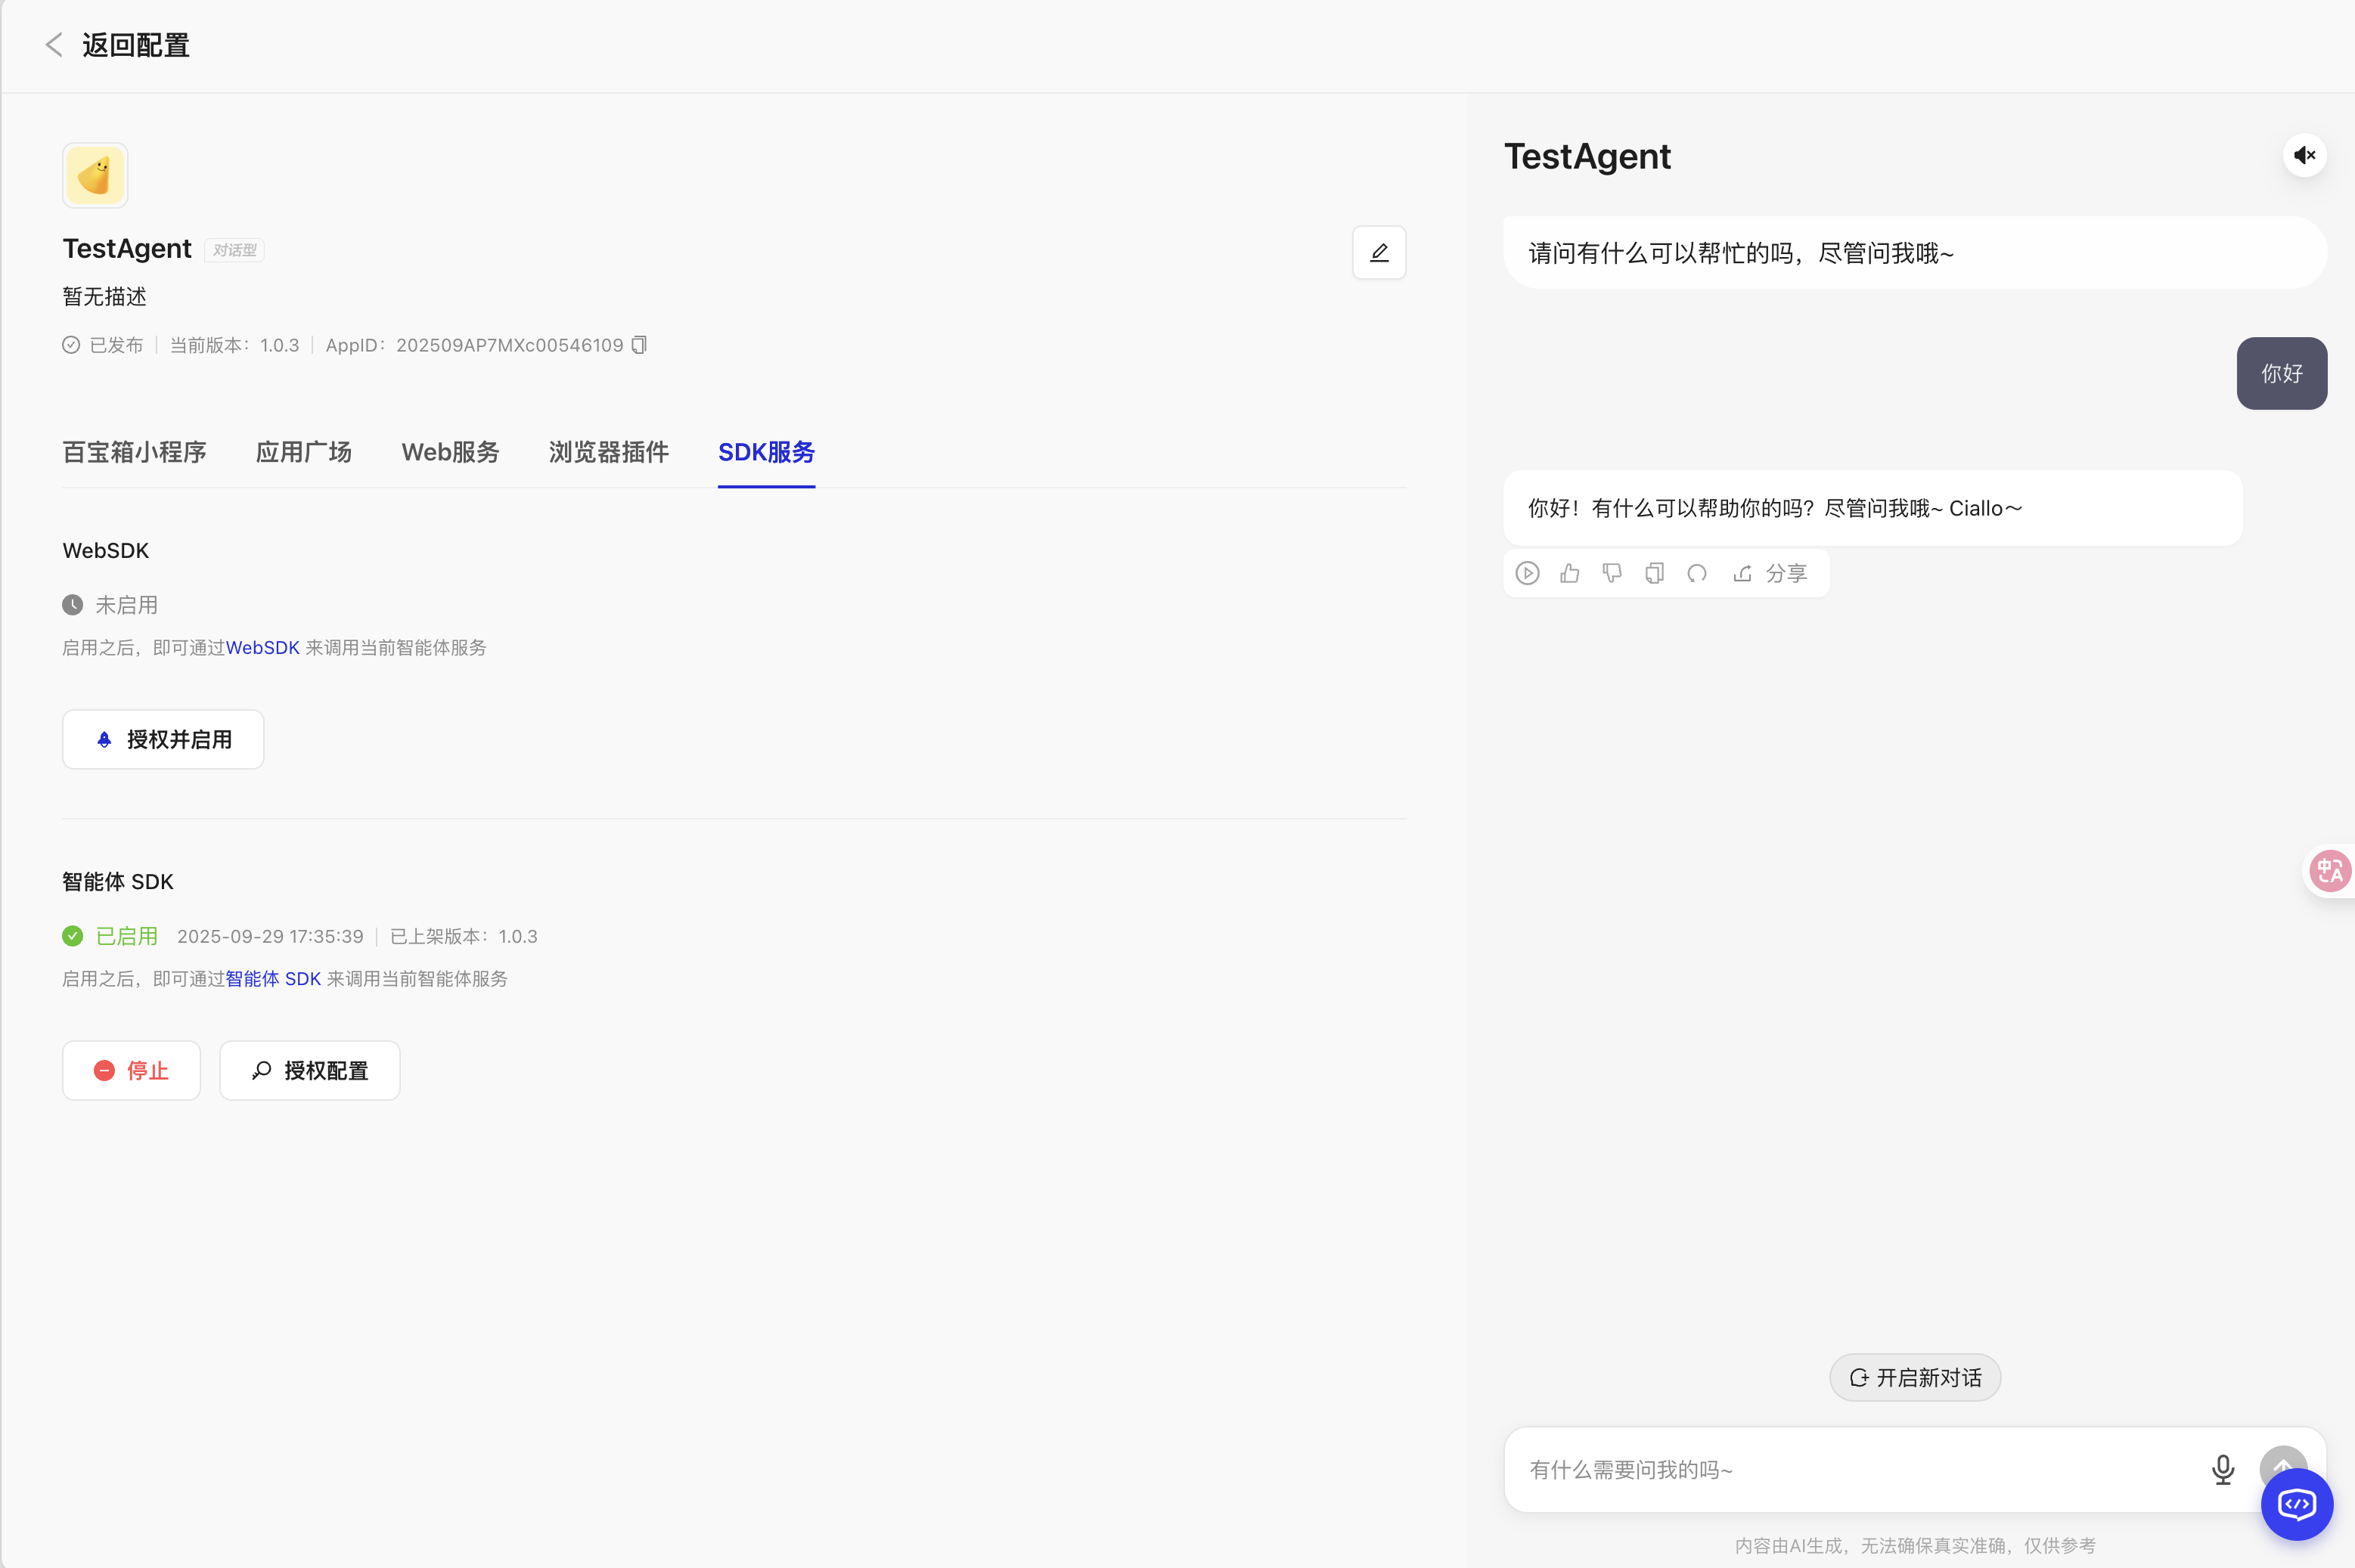 返回配置
TestAgent 对话型
暂无描述
已发布 | 当前版本：1.0.3 | AppID：202509AP7MXc00546109
百宝箱小程序 应用广场 Web服务 浏览器插件 SDK服务
WebSDK
未启用
启用之后，即可通过WebSDK 来调用当前智能体服务
授权并启用
智能体 SDK
已启用 2025-09-29 17:35:39 | 已上架版本：1.0.3
启用之后，即可通过智能体 SDK 来调用当前智能体服务
停止 授权配置
TestAgent
请问有什么可以帮忙的吗，尽管问我哦~
你好
你好！有什么可以帮助你的吗？尽管问我哦~ Ciallo～
分享
中A
开启新对话
有什么需要问我的吗~
内容由AI生成，无法确保真实准确，仅供参考